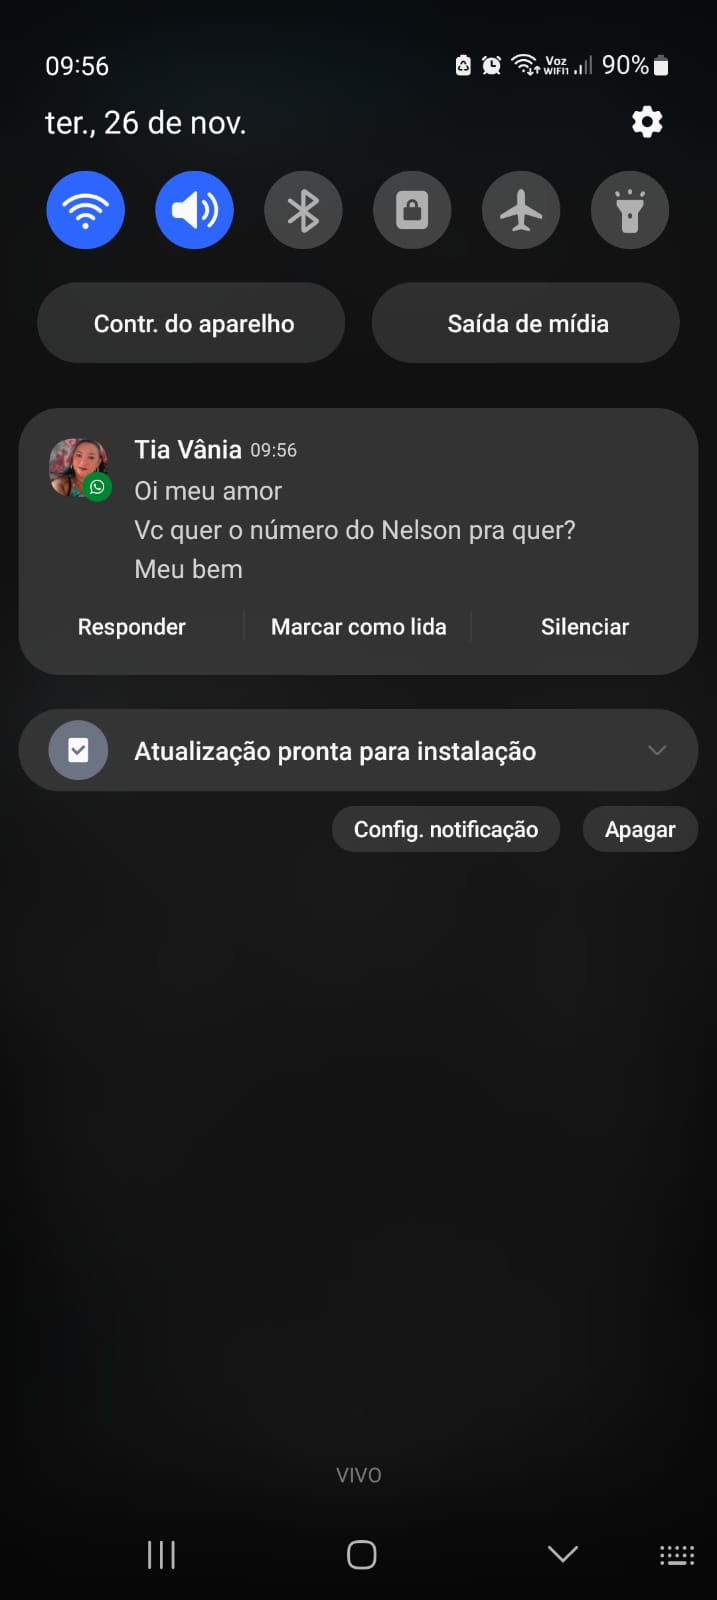 09:56
Voz
WIFI1
90%
ter., 26 de nov.
Contr. do aparelho
Saída de mídia
Tia Vânia 09:56
Oi meu amor
Vc quer o número do Nelson pra quer?
Meu bem
Responder
Marcar como lida
Silenciar
Atualização pronta para instalação
Config. notificação
Apagar
VIVO